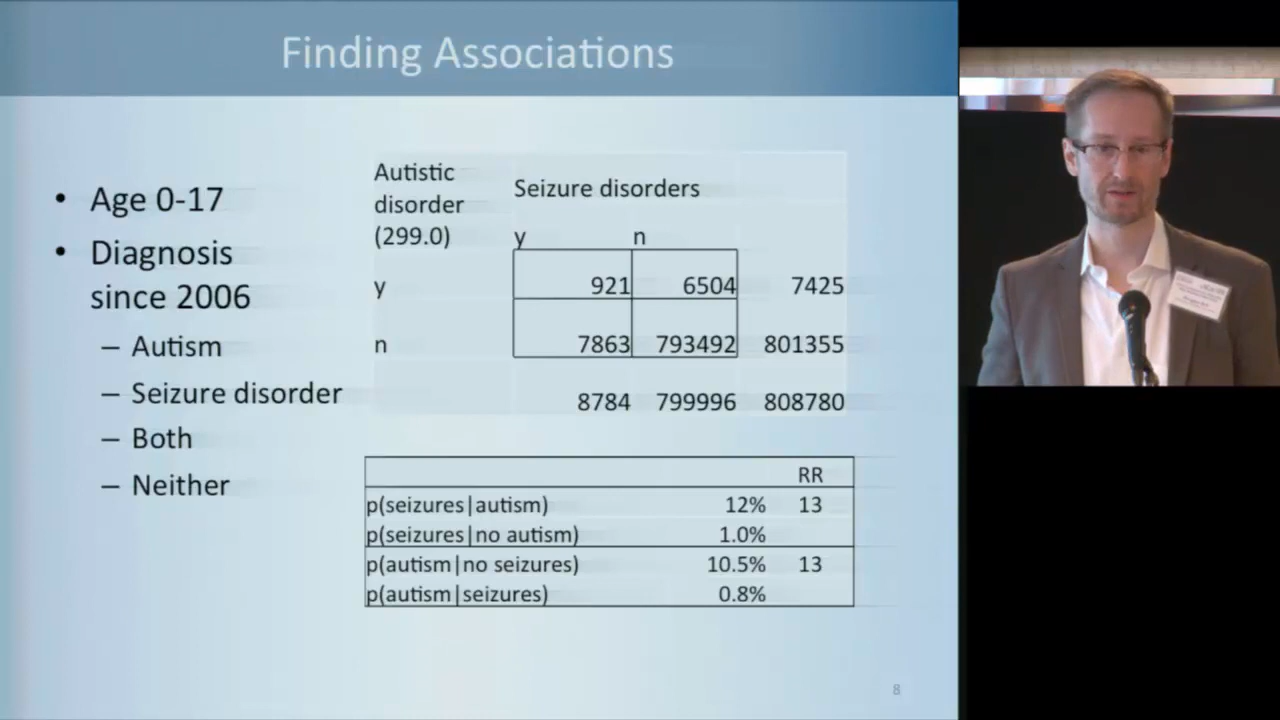 Finding Associations
• Age 0-17
• Diagnosis
since 2006
– Autism
– Seizure disorder
– Both
– Neither
Autistic
disorder
(299.0)
Seizure disorders
y n
y 921 6504 7425
n 7863 793492 801355
8784 799996 808780
RR
p(seizures|autism) 12% 13
p(seizures|no autism) 1.0%
p(autism|no seizures) 10.5% 13
p(autism|seizures) 0.8%
8